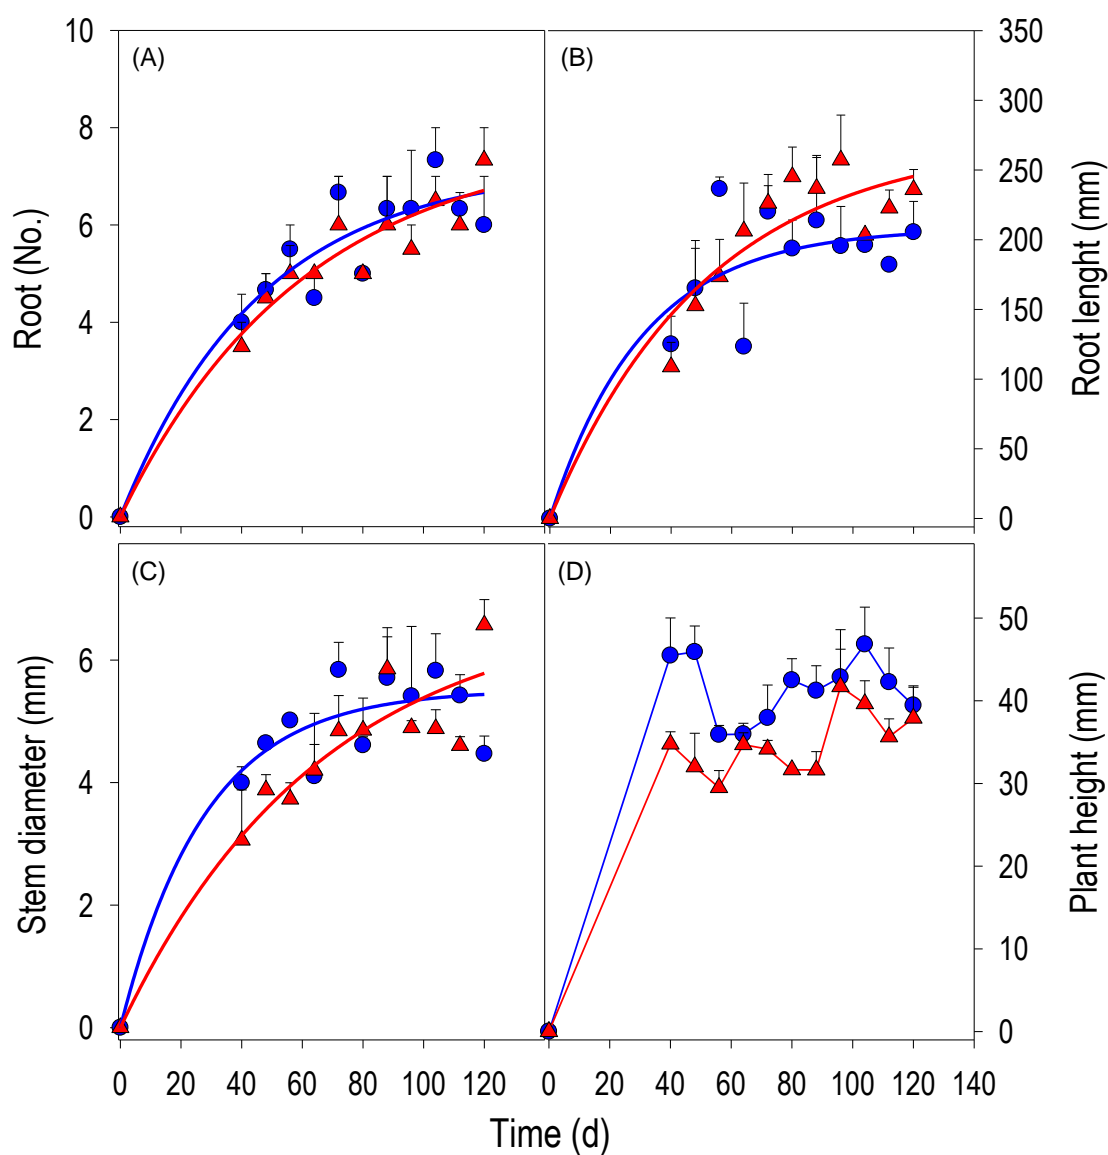 10
8
6
4
2
0
Root (No.)
(A)
(B)
350
300
250
200
150
100
50
0
Root lenght (mm)
6
4
2
0
Stem diameter (mm)
(C)
(D)
50
40
30
20
10
0
Plant height (mm)
0 20 40 60 80 100 120 0 20 40 60 80 100 120 140
Time (d)